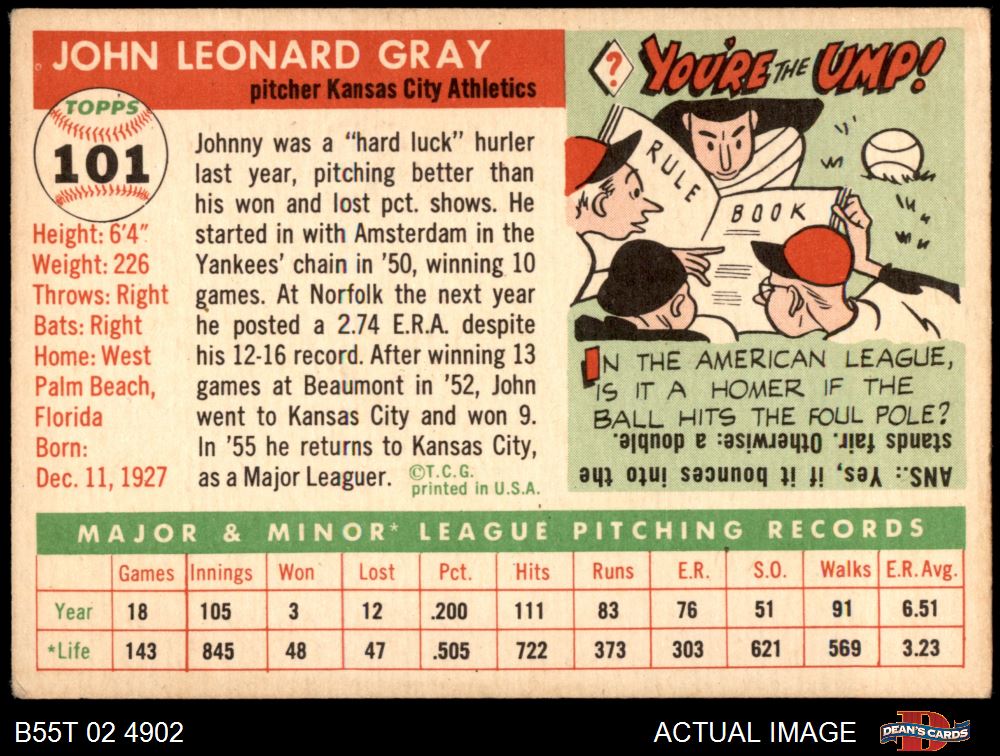 JOHN LEONARD GRAY
pitcher Kansas City Athletics
TOPPS
101
Height: 6'4"
Weight: 226
Throws: Right
Bats: Right
Home: West
Palm Beach,
Florida
Born:
Dec. 11, 1927
Johnny was a "hard luck" hurler
last year, pitching better than
his won and lost pct. shows. He
started in with Amsterdam in the
Yankees' chain in '50, winning 10
games. At Norfolk the next year
he posted a 2.74 E.R.A. despite
his 12-16 record. After winning 13
games at Beaumont in '52, John
went to Kansas City and won 9.
In '55 he returns to Kansas City,
as a Major Leaguer.
©T.C.G.
printed in U.S.A.
? YOU'RE THE UMP!
RULE
BOOK
IN THE AMERICAN LEAGUE,
IS IT A HOMER IF THE
BALL HITS THE FOUL POLE?
ANS.: Yes, if it bounces into the
stands fair. Otherwise: a double.
MAJOR & MINOR* LEAGUE PITCHING RECORDS
Games Innings Won Lost Pct. Hits Runs E.R. S.O. Walks E.R. Avg.
Year 18 105 3 12 .200 111 83 76 51 91 6.51
*Life 143 845 48 47 .505 722 373 303 621 569 3.23
B55T 02 4902
ACTUAL IMAGE
D
DEAN'S CARDS